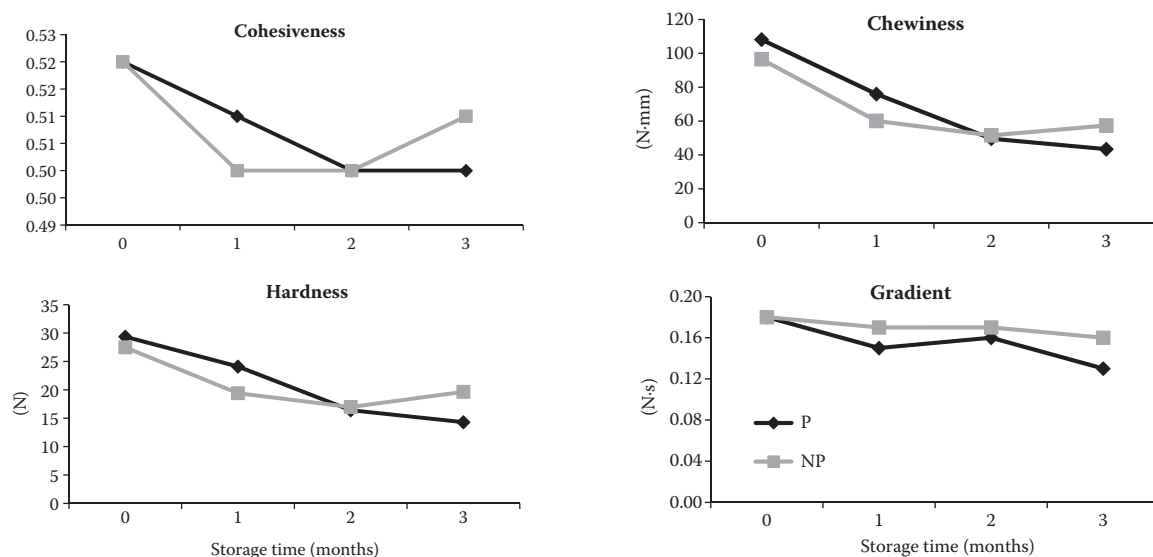 Cohesiveness
0.53
0.52
0.52
0.51
0.51
0.50
0.50
0.49
0 1 2 3
Chewiness
(N·mm)
120
100
80
60
40
20
0
0 1 2 3
Hardness
(N)
35
30
25
20
15
10
5
0
0 1 2 3
Storage time (months)
Gradient
(N·s)
0.20
0.16
0.12
0.08
0.04
0.00
P
NP
0 1 2 3
Storage time (months)